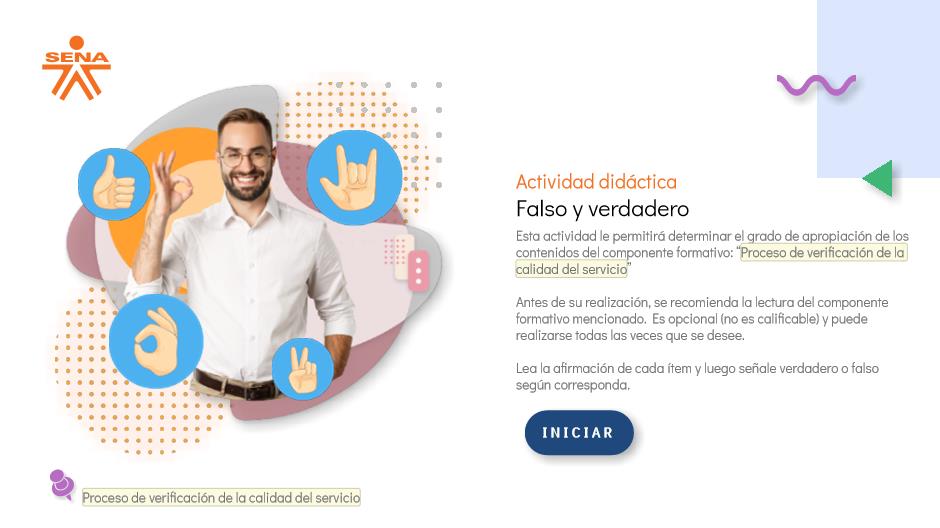 SENA
Actividad didáctica
Falso y verdadero
Esta actividad le permitirá determinar el grado de apropiación de los
contenidos del componente formativo: “Proceso de verificación de la
calidad del servicio”
Antes de su realización, se recomienda la lectura del componente
formativo mencionado. Es opcional (no es calificable) y puede
realizarse todas las veces que se desee.
Lea la afirmación de cada ítem y luego señale verdadero o falso
según corresponda.
INICIAR
Proceso de verificación de la calidad del servicio